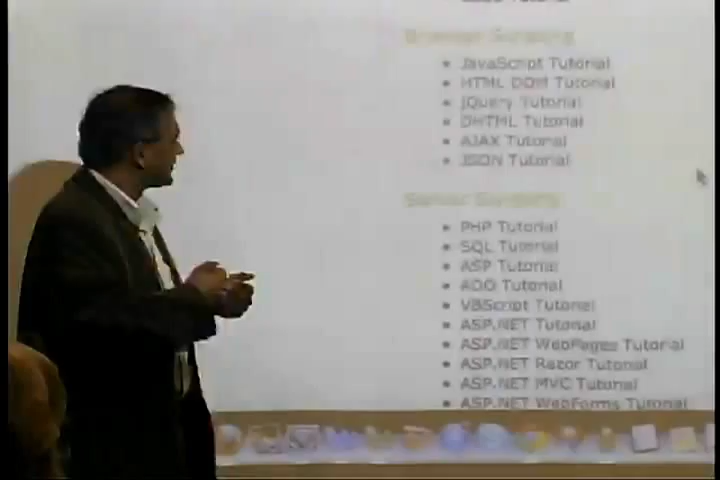 Browser Scripting
JavaScript Tutorial
HTML DOM Tutorial
jQuery Tutorial
DHTML Tutorial
AJAX Tutorial
JSON Tutorial
Server Scripting
PHP Tutorial
SQL Tutorial
ASP Tutorial
ADO Tutorial
VBScript Tutorial
ASP.NET Tutorial
ASP.NET WebPages Tutorial
ASP.NET Razor Tutorial
ASP.NET MVC Tutorial
ASP.NET WebForms Tutorial